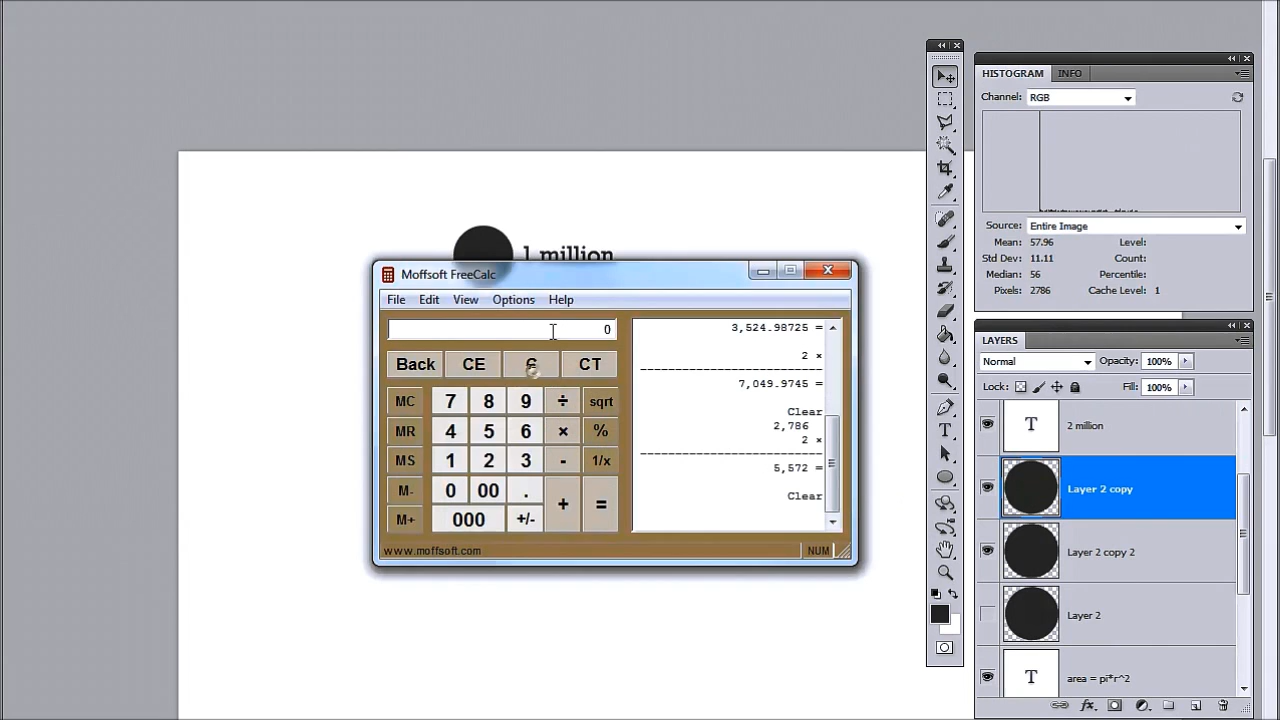 HISTOGRAM INFO
Channel: RGB
Source: Entire Image
Mean: 57.96 Level:
Std Dev: 11.11 Count:
Median: 56 Percentile:
Pixels: 2786 Cache Level: 1
1 million
Moffsoft FreeCalc
File Edit View Options Help
0
Back CE C CT
MC 7 8 9 ÷ sqrt
MR 4 5 6 × %
MS 1 2 3 - 1/x
M- 0 00 . + =
M+ 000 +/-
www.moffsoft.com NUM
3,524.98725 =
2 ×
7,049.9745 =
Clear
2,786
2 ×
5,572 =
Clear
LAYERS
Normal Opacity: 100%
Lock: Fill: 100%
T 2 million
Layer 2 copy
Layer 2 copy 2
Layer 2
T area = pi*r^2
fx
T